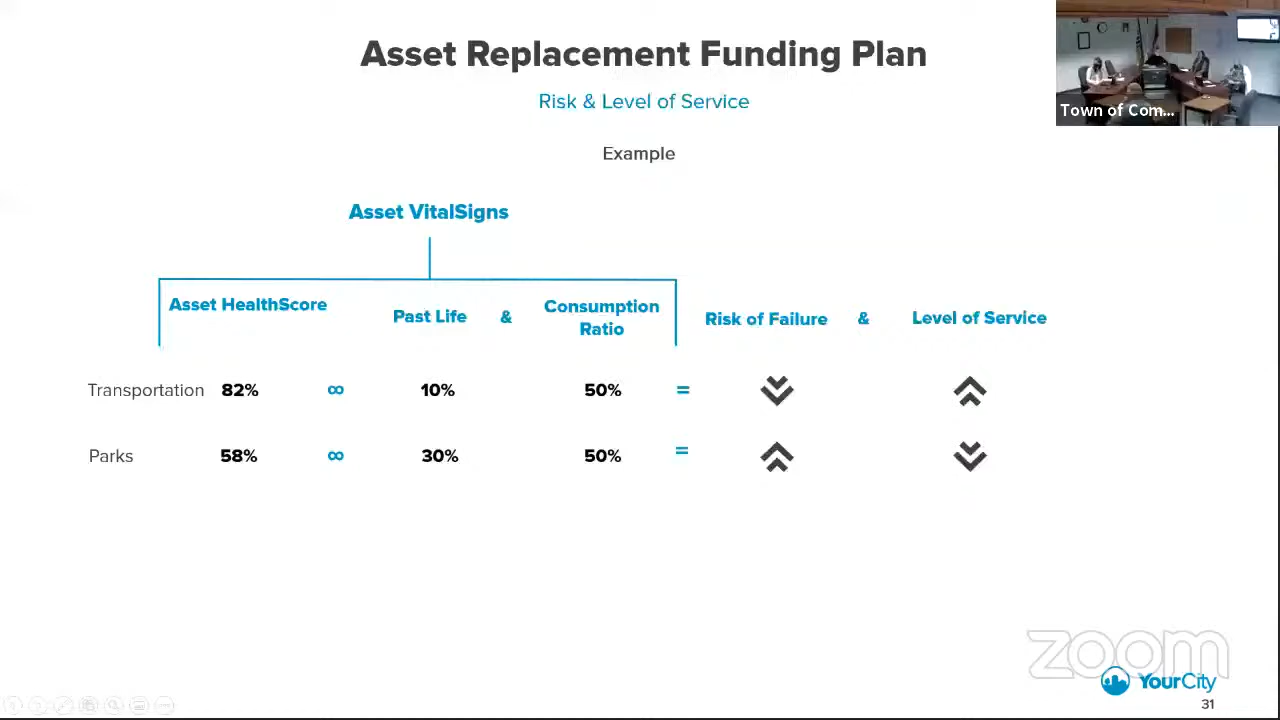 Asset Replacement Funding Plan
Risk & Level of Service
Town of Com...
Example
Asset VitalSigns
Asset HealthScore
Past Life & Consumption Ratio
Risk of Failure & Level of Service
Transportation 82% ∞ 10% 50% =
Parks 58% ∞ 30% 50% =
zoom
YourCity
31